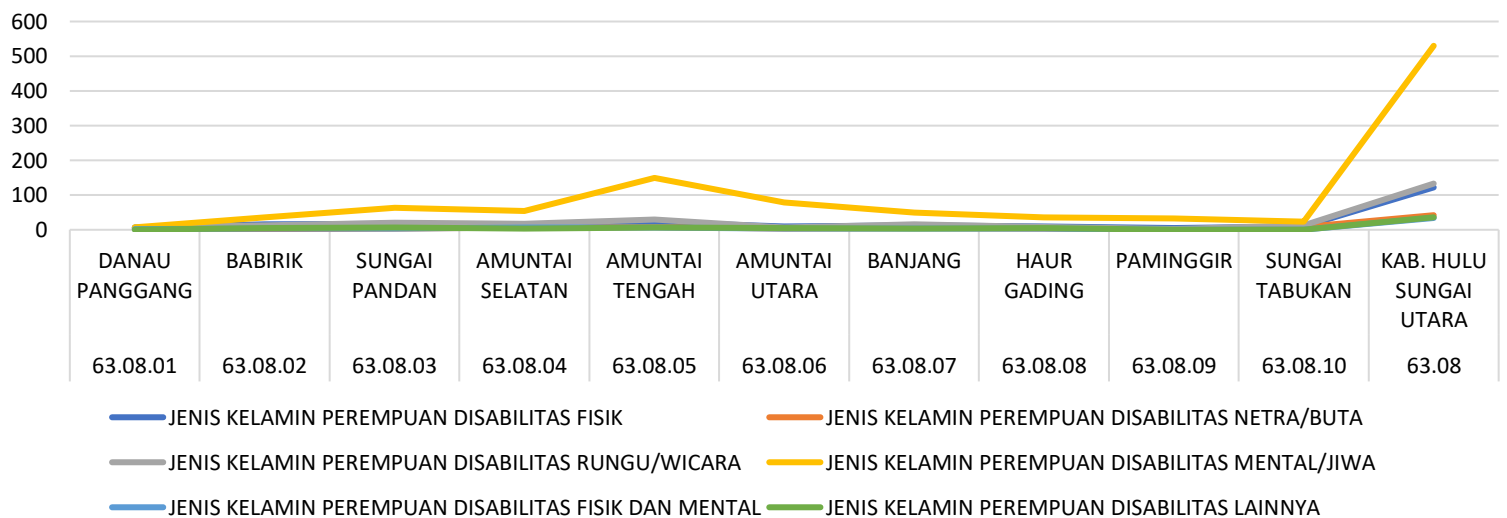 600
500
400
300
200
100
0
DANAU PANGGANG
BABIRIK
SUNGAI PANDAN
AMUNTAI SELATAN
AMUNTAI TENGAH
AMUNTAI UTARA
BANJANG
HAUR GADING
PAMINGGIR
SUNGAI TABUKAN
KAB. HULU SUNGAI UTARA
63.08.01 63.08.02 63.08.03 63.08.04 63.08.05 63.08.06 63.08.07 63.08.08 63.08.09 63.08.10 63.08
JENIS KELAMIN PEREMPUAN DISABILITAS FISIK
JENIS KELAMIN PEREMPUAN DISABILITAS NETRA/BUTA
JENIS KELAMIN PEREMPUAN DISABILITAS RUNGU/WICARA
JENIS KELAMIN PEREMPUAN DISABILITAS MENTAL/JIWA
JENIS KELAMIN PEREMPUAN DISABILITAS FISIK DAN MENTAL
JENIS KELAMIN PEREMPUAN DISABILITAS LAINNYA